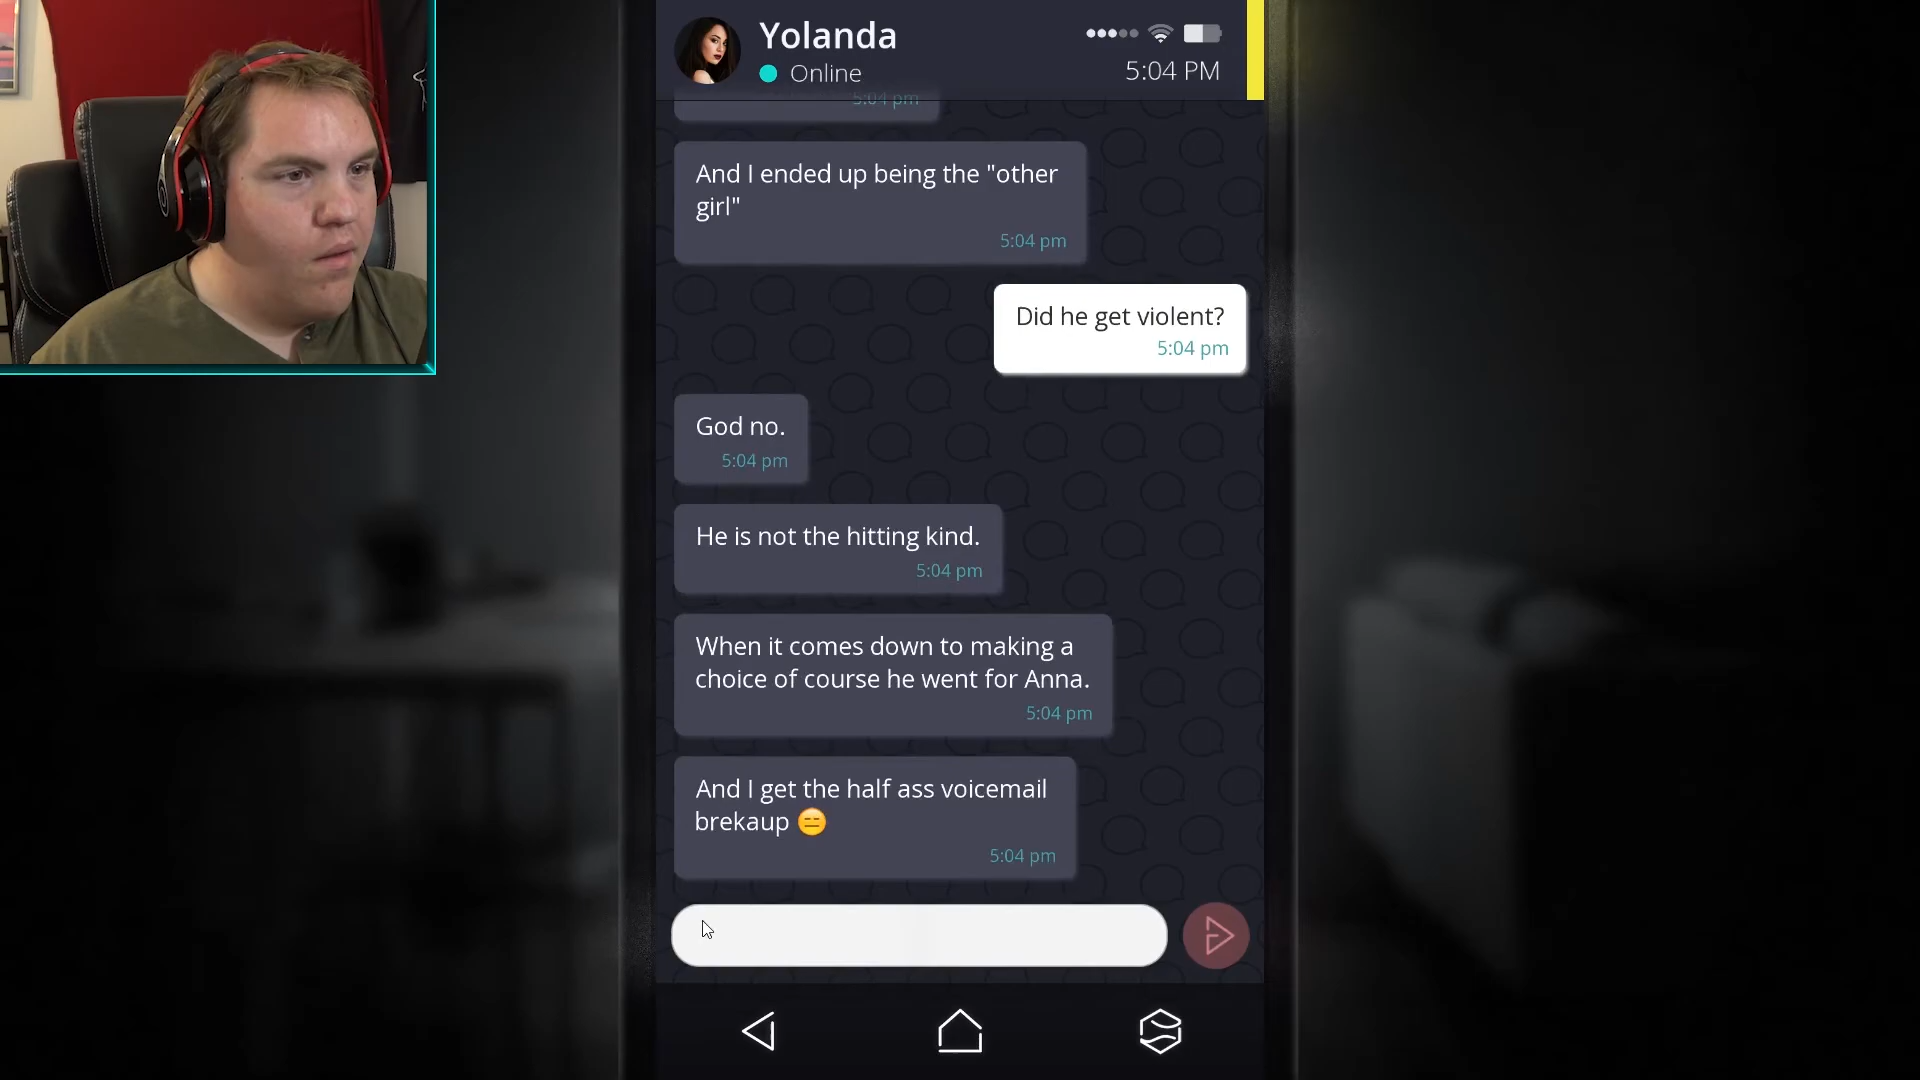 Yolanda
Online
5:04 PM
5:04 pm
And I ended up being the "other
girl"
5:04 pm
Did he get violent?
5:04 pm
God no.
5:04 pm
He is not the hitting kind.
5:04 pm
When it comes down to making a
choice of course he went for Anna.
5:04 pm
And I get the half ass voicemail
brekaup 😑
5:04 pm